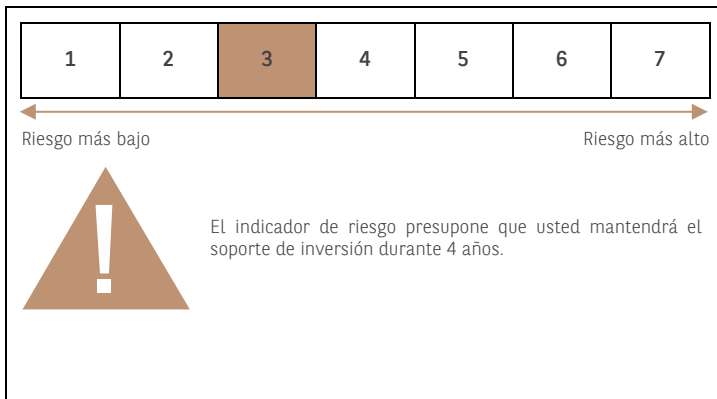 1 2 3 4 5 6 7
Riesgo más bajo Riesgo más alto
!
El indicador de riesgo presupone que usted mantendrá el
soporte de inversión durante 4 años.